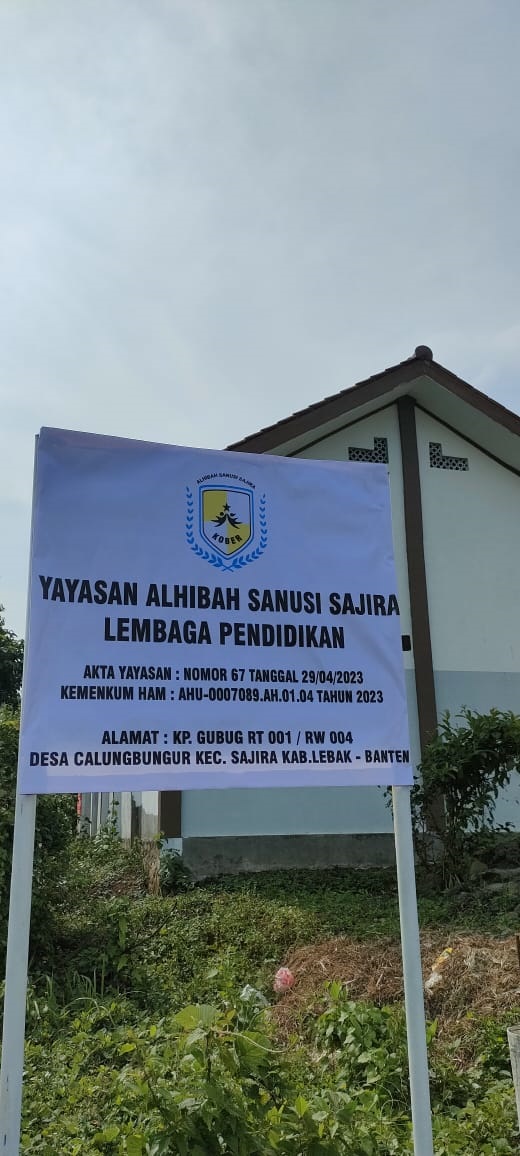 ALHIBAH SANUSI SAJIRA
KOBER
YAYASAN ALHIBAH SANUSI SAJIRA
LEMBAGA PENDIDIKAN
AKTA YAYASAN : NOMOR 67 TANGGAL 29/04/2023
KEMENKUM HAM : AHU-0007089.AH.01.04 TAHUN 2023
ALAMAT : KP. GUBUG RT 001 / RW 004
DESA CALUNGBUNGUR KEC. SAJIRA KAB.LEBAK - BANTEN